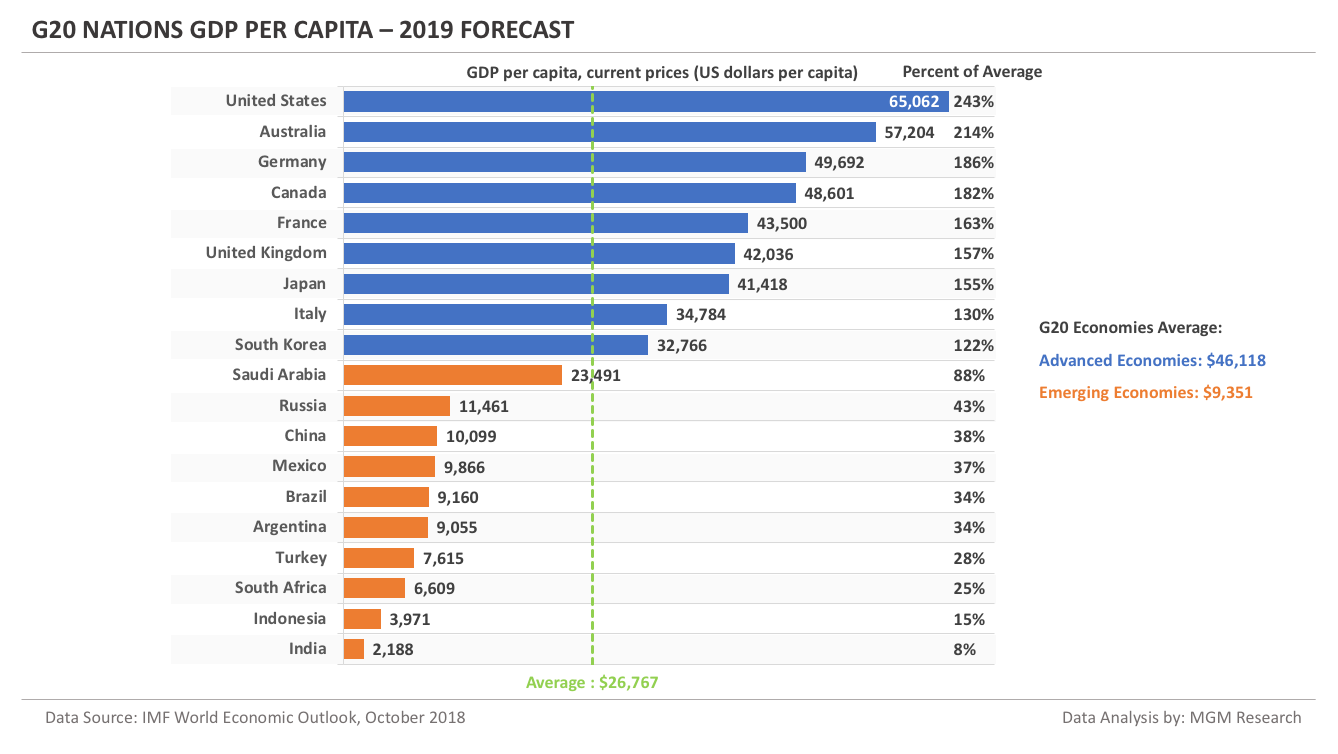 G20 NATIONS GDP PER CAPITA – 2019 FORECAST
GDP per capita, current prices (US dollars per capita) Percent of Average
United States 65,062 243%
Australia 57,204 214%
Germany 49,692 186%
Canada 48,601 182%
France 43,500 163%
United Kingdom 42,036 157%
Japan 41,418 155%
Italy 34,784 130%
G20 Economies Average:
South Korea 32,766 122%
Advanced Economies: $46,118
Saudi Arabia 23,491 88%
Emerging Economies: $9,351
Russia 11,461 43%
China 10,099 38%
Mexico 9,866 37%
Brazil 9,160 34%
Argentina 9,055 34%
Turkey 7,615 28%
South Africa 6,609 25%
Indonesia 3,971 15%
India 2,188 8%
Average : $26,767
Data Source: IMF World Economic Outlook, October 2018 Data Analysis by: MGM Research